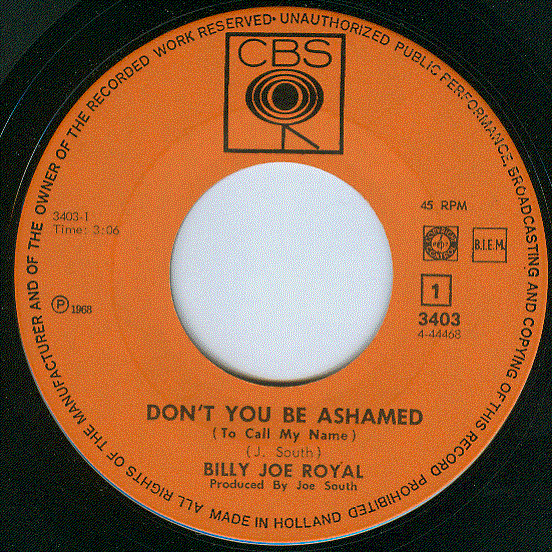 ALL RIGHTS OF THE MANUFACTURER AND OF THE OWNER OF THE RECORDED WORK RESERVED • UNAUTHORIZED PUBLIC PERFORMANCE, BROADCASTING AND COPYING OF THIS RECORD PROHIBITED
MADE IN HOLLAND
CBS
3403-1
Time: 3:06
Ⓟ 1968
45 RPM
B.I.E.M.
1
3403
4-44468
DON'T YOU BE ASHAMED
(To Call My Name)
(J. South)
BILLY JOE ROYAL
Produced By Joe South